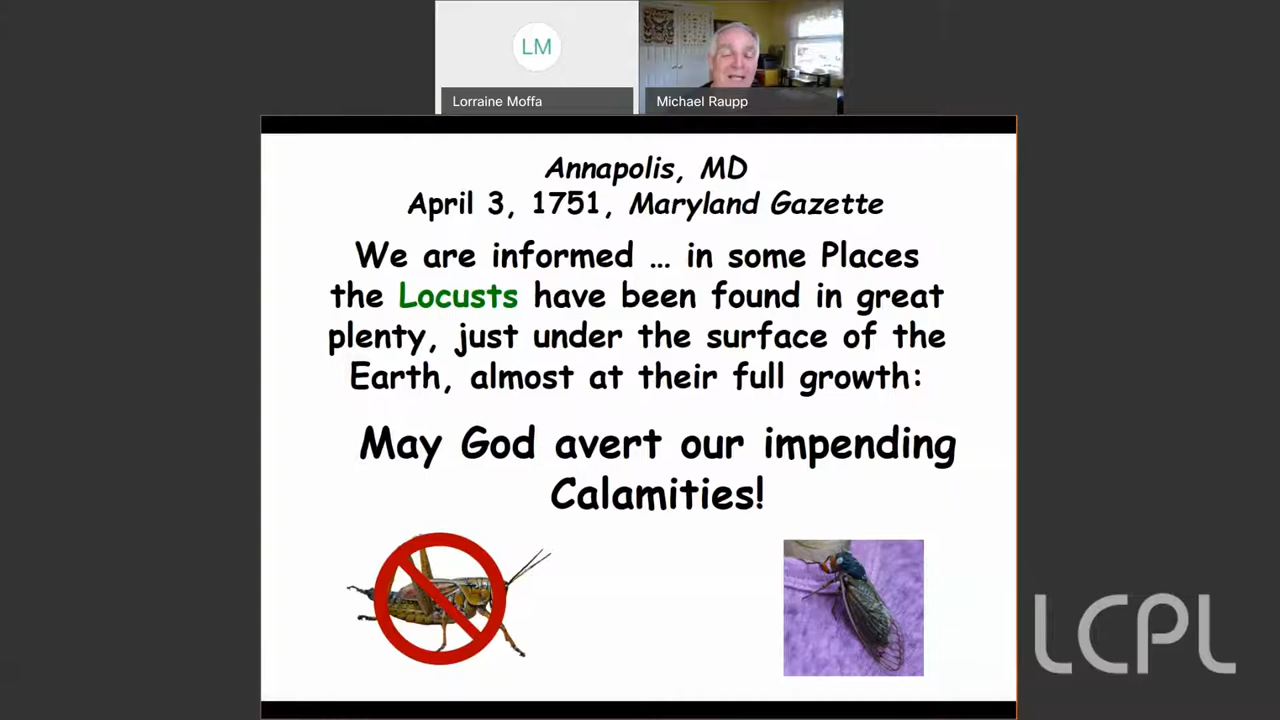 LM
Lorraine Moffa
Michael Raupp
Annapolis, MD
April 3, 1751, Maryland Gazette
We are informed … in some Places
the Locusts have been found in great
plenty, just under the surface of the
Earth, almost at their full growth:
May God avert our impending
Calamities!
LCPL